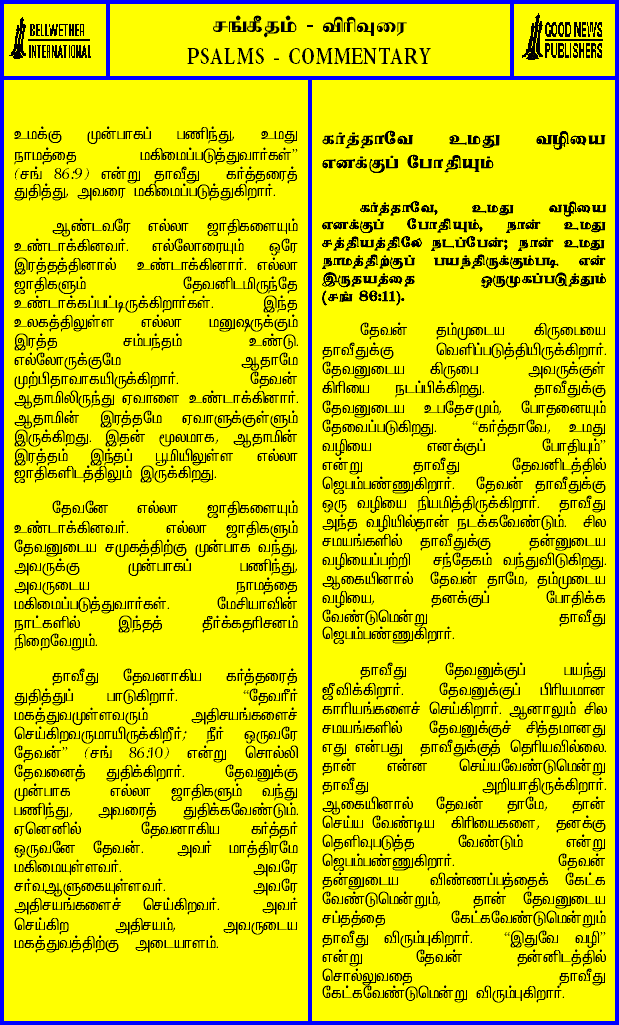 BELLWETHER
INTERNATIONAL
சங்கீதம் - விரிவுரை
PSALMS - COMMENTARY
GOOD NEWS
PUBLISHERS
உமக்கு முன்பாகப் பணிந்து, உமது
நாமத்தை மகிமைப்படுத்துவார்கள்"
(சங் 86:9) என்று தாவீது கர்த்தரைத்
துதித்து, அவரை மகிமைப்படுத்துகிறார்.
ஆண்டவரே எல்லா ஜாதிகளையும்
உண்டாக்கினவர். எல்லோரையும் ஒரே
இரத்தத்தினால் உண்டாக்கினார். எல்லா
ஜாதிகளும் தேவனிடமிருந்தே
உண்டாக்கப்பட்டிருக்கிறார்கள். இந்த
உலகத்திலுள்ள எல்லா மனுஷருக்கும்
இரத்த சம்பந்தம் உண்டு.
எல்லோருக்குமே ஆதாமே
முற்பிதாவாகயிருக்கிறார். தேவன்
ஆதாமிலிருந்து ஏவாளை உண்டாக்கினார்.
ஆதாமின் இரத்தமே ஏவாளுக்குள்ளும்
இருக்கிறது. இதன் மூலமாக, ஆதாமின்
இரத்தம் இந்தப் பூமியிலுள்ள எல்லா
ஜாதிகளிடத்திலும் இருக்கிறது.
தேவனே எல்லா ஜாதிகளையும்
உண்டாக்கினவர். எல்லா ஜாதிகளும்
தேவனுடைய சமுகத்திற்கு முன்பாக வந்து,
அவருக்கு முன்பாகப் பணிந்து,
அவருடைய நாமத்தை
மகிமைப்படுத்துவார்கள். மேசியாவின்
நாட்களில் இந்தத் தீர்க்கதரிசனம்
நிறைவேறும்.
தாவீது தேவனாகிய கர்த்தரைத்
துதித்துப் பாடுகிறார். "தேவரீர்
மகத்துவமுள்ளவரும் அதிசயங்களைச்
செய்கிறவருமாயிருக்கிறீர்; நீர் ஒருவரே
தேவன்" (சங் 86:10) என்று சொல்லி
தேவனைத் துதிக்கிறார். தேவனுக்கு
முன்பாக எல்லா ஜாதிகளும் வந்து
பணிந்து, அவரைத் துதிக்கவேண்டும்.
ஏனெனில் தேவனாகிய கர்த்தர்
ஒருவனே தேவன். அவர் மாத்திரமே
மகிமையுள்ளவர். அவரே
சர்வஆளுகையுள்ளவர். அவரே
அதிசயங்களைச் செய்கிறவர். அவர்
செய்கிற அதிசயம், அவருடைய
மகத்துவத்திற்கு அடையாளம்.
கர்த்தாவே உமது வழியை
எனக்குப் போதியும்
கர்த்தாவே, உமது வழியை
எனக்குப் போதியும், நான் உமது
சத்தியத்திலே நடப்பேன்; நான் உமது
நாமத்திற்குப் பயந்திருக்கும்படி, என்
இருதயத்தை ஒருமுகப்படுத்தும்
(சங் 86:11).
தேவன் தம்முடைய கிருபையை
தாவீதுக்கு வெளிப்படுத்தியிருக்கிறார்.
தேவனுடைய கிருபை அவருக்குள்
கிரியை நடப்பிக்கிறது. தாவீதுக்கு
தேவனுடைய உபதேசமும், போதனையும்
தேவைப்படுகிறது. "கர்த்தாவே, உமது
வழியை எனக்குப் போதியும்"
என்று தாவீது தேவனிடத்தில்
ஜெபம்பண்ணுகிறார். தேவன் தாவீதுக்கு
ஒரு வழியை நியமித்திருக்கிறார். தாவீது
அந்த வழியில்தான் நடக்கவேண்டும். சில
சமயங்களில் தாவீதுக்கு தன்னுடைய
வழியைப்பற்றி சந்தேகம் வந்துவிடுகிறது.
ஆகையினால் தேவன் தாமே, தம்முடைய
வழியை, தனக்குப் போதிக்க
வேண்டுமென்று தாவீது
ஜெபம்பண்ணுகிறார்.
தாவீது தேவனுக்குப் பயந்து
ஜீவிக்கிறார். தேவனுக்குப் பிரியமான
காரியங்களைச் செய்கிறார். ஆனாலும் சில
சமயங்களில் தேவனுக்குச் சித்தமானது
எது என்பது தாவீதுக்குத் தெரியவில்லை.
தான் என்ன செய்யவேண்டுமென்று
தாவீது அறியாதிருக்கிறார்.
ஆகையினால் தேவன் தாமே, தான்
செய்ய வேண்டிய கிரியைகளை, தனக்கு
தெளிவுபடுத்த வேண்டும் என்று
ஜெபம்பண்ணுகிறார். தேவன்
தன்னுடைய விண்ணப்பத்தைக் கேட்க
வேண்டுமென்றும், தான் தேவனுடைய
சப்தத்தை கேட்கவேண்டுமென்றும்
தாவீது விரும்புகிறார். "இதுவே வழி"
என்று தேவன் தன்னிடத்தில்
சொல்லுவதை தாவீது
கேட்கவேண்டுமென்று விரும்புகிறார்.